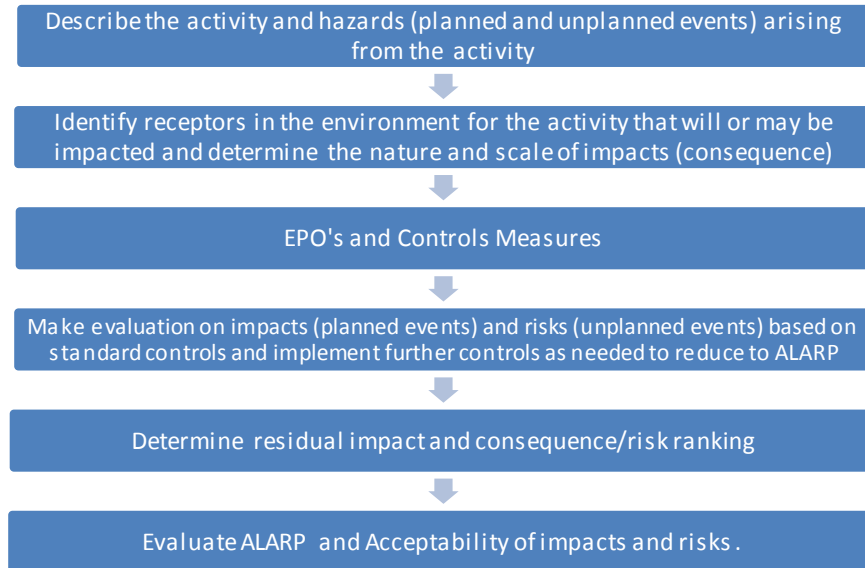 Describe the activity and hazards (planned and unplanned events) arising
from the activity
Identify receptors in the environment for the activity that will or may be
impacted and determine the nature and scale of impacts (consequence)
EPO's and Controls Measures
Make evaluation on impacts (planned events) and risks (unplanned events) based on
standard controls and implement further controls as needed to reduce to ALARP
Determine residual impact and consequence/risk ranking
Evaluate ALARP and Acceptability of impacts and risks.